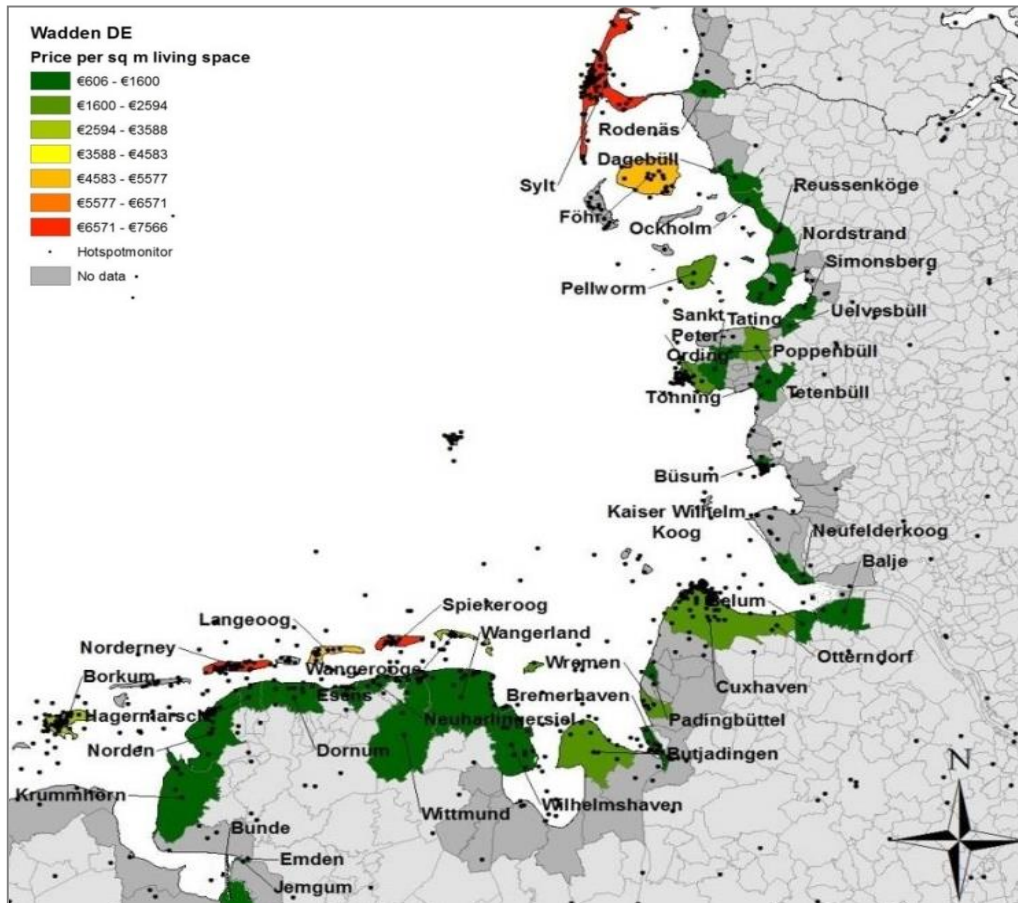 Wadden DE
Price per sq m living space
€606 - €1600
€1600 - €2594
€2594 - €3588
€3588 - €4583
€4583 - €5577
€5577 - €6571
€6571 - €7566
Hotspotmonitor
No data
Rodenäs
Dagebüll
Sylt
Reussenköge
Föhr
Ockholm
Nordstrand
Simonsberg
Pellworm
Sankt
Peter
Ording
Tating
Uelvesbüll
Poppenbüll
Tetenbüll
Tönning
Büsum
Kaiser Wilhelm
Koog
Neufelderkoog
Balje
Belum
Spiekeroog
Langeoog
Wangerland
Norderney
Wangerooge
Wremen
Otterndorf
Borkum
Esens
Bremerhaven
Cuxhaven
Hagermarsch
Neuharlingersiel
Padingbüttel
Norden
Dornum
Butjadingen
Krummhörn
Wittmund
Wilhelmshaven
Bunde
Emden
Jemgum
N